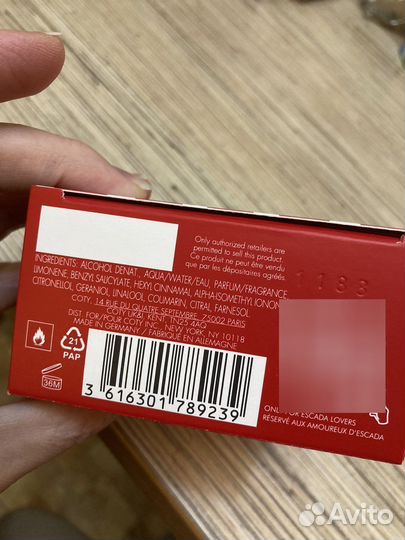 Only authorized retailers are
permitted to sell this product
Ce produit ne peut être vendu
que par les dépositaires agréés.
1183
INGREDIENTS: ALCOHOL DENAT., AQUA/WATER/EAU, PARFUM/FRAGRANCE,
LIMONENE, BENZYL SALICYLATE, HEXYL CINNAMAL, ALPHA-ISOMETHYL IONONE,
CITRONELLOL, GERANIOL, LINALOOL, COUMARIN, CITRAL, FARNESOL
COTY, 14 RUE DU QUATRE SEPTEMBRE, 75002 PARIS
COTY UK&I, KENT, TN25 4AQ
DIST. FOR/POUR COTY INC., NEW YORK, NY 10118
MADE IN GERMANY / FABRIQUÉ EN ALLEMAGNE
21
PAP
36M
3 616301 789239
ONLY FOR ESCADA LOVERS
RÉSERVÉ AUX AMOUREUX D'ESCADA
Avito